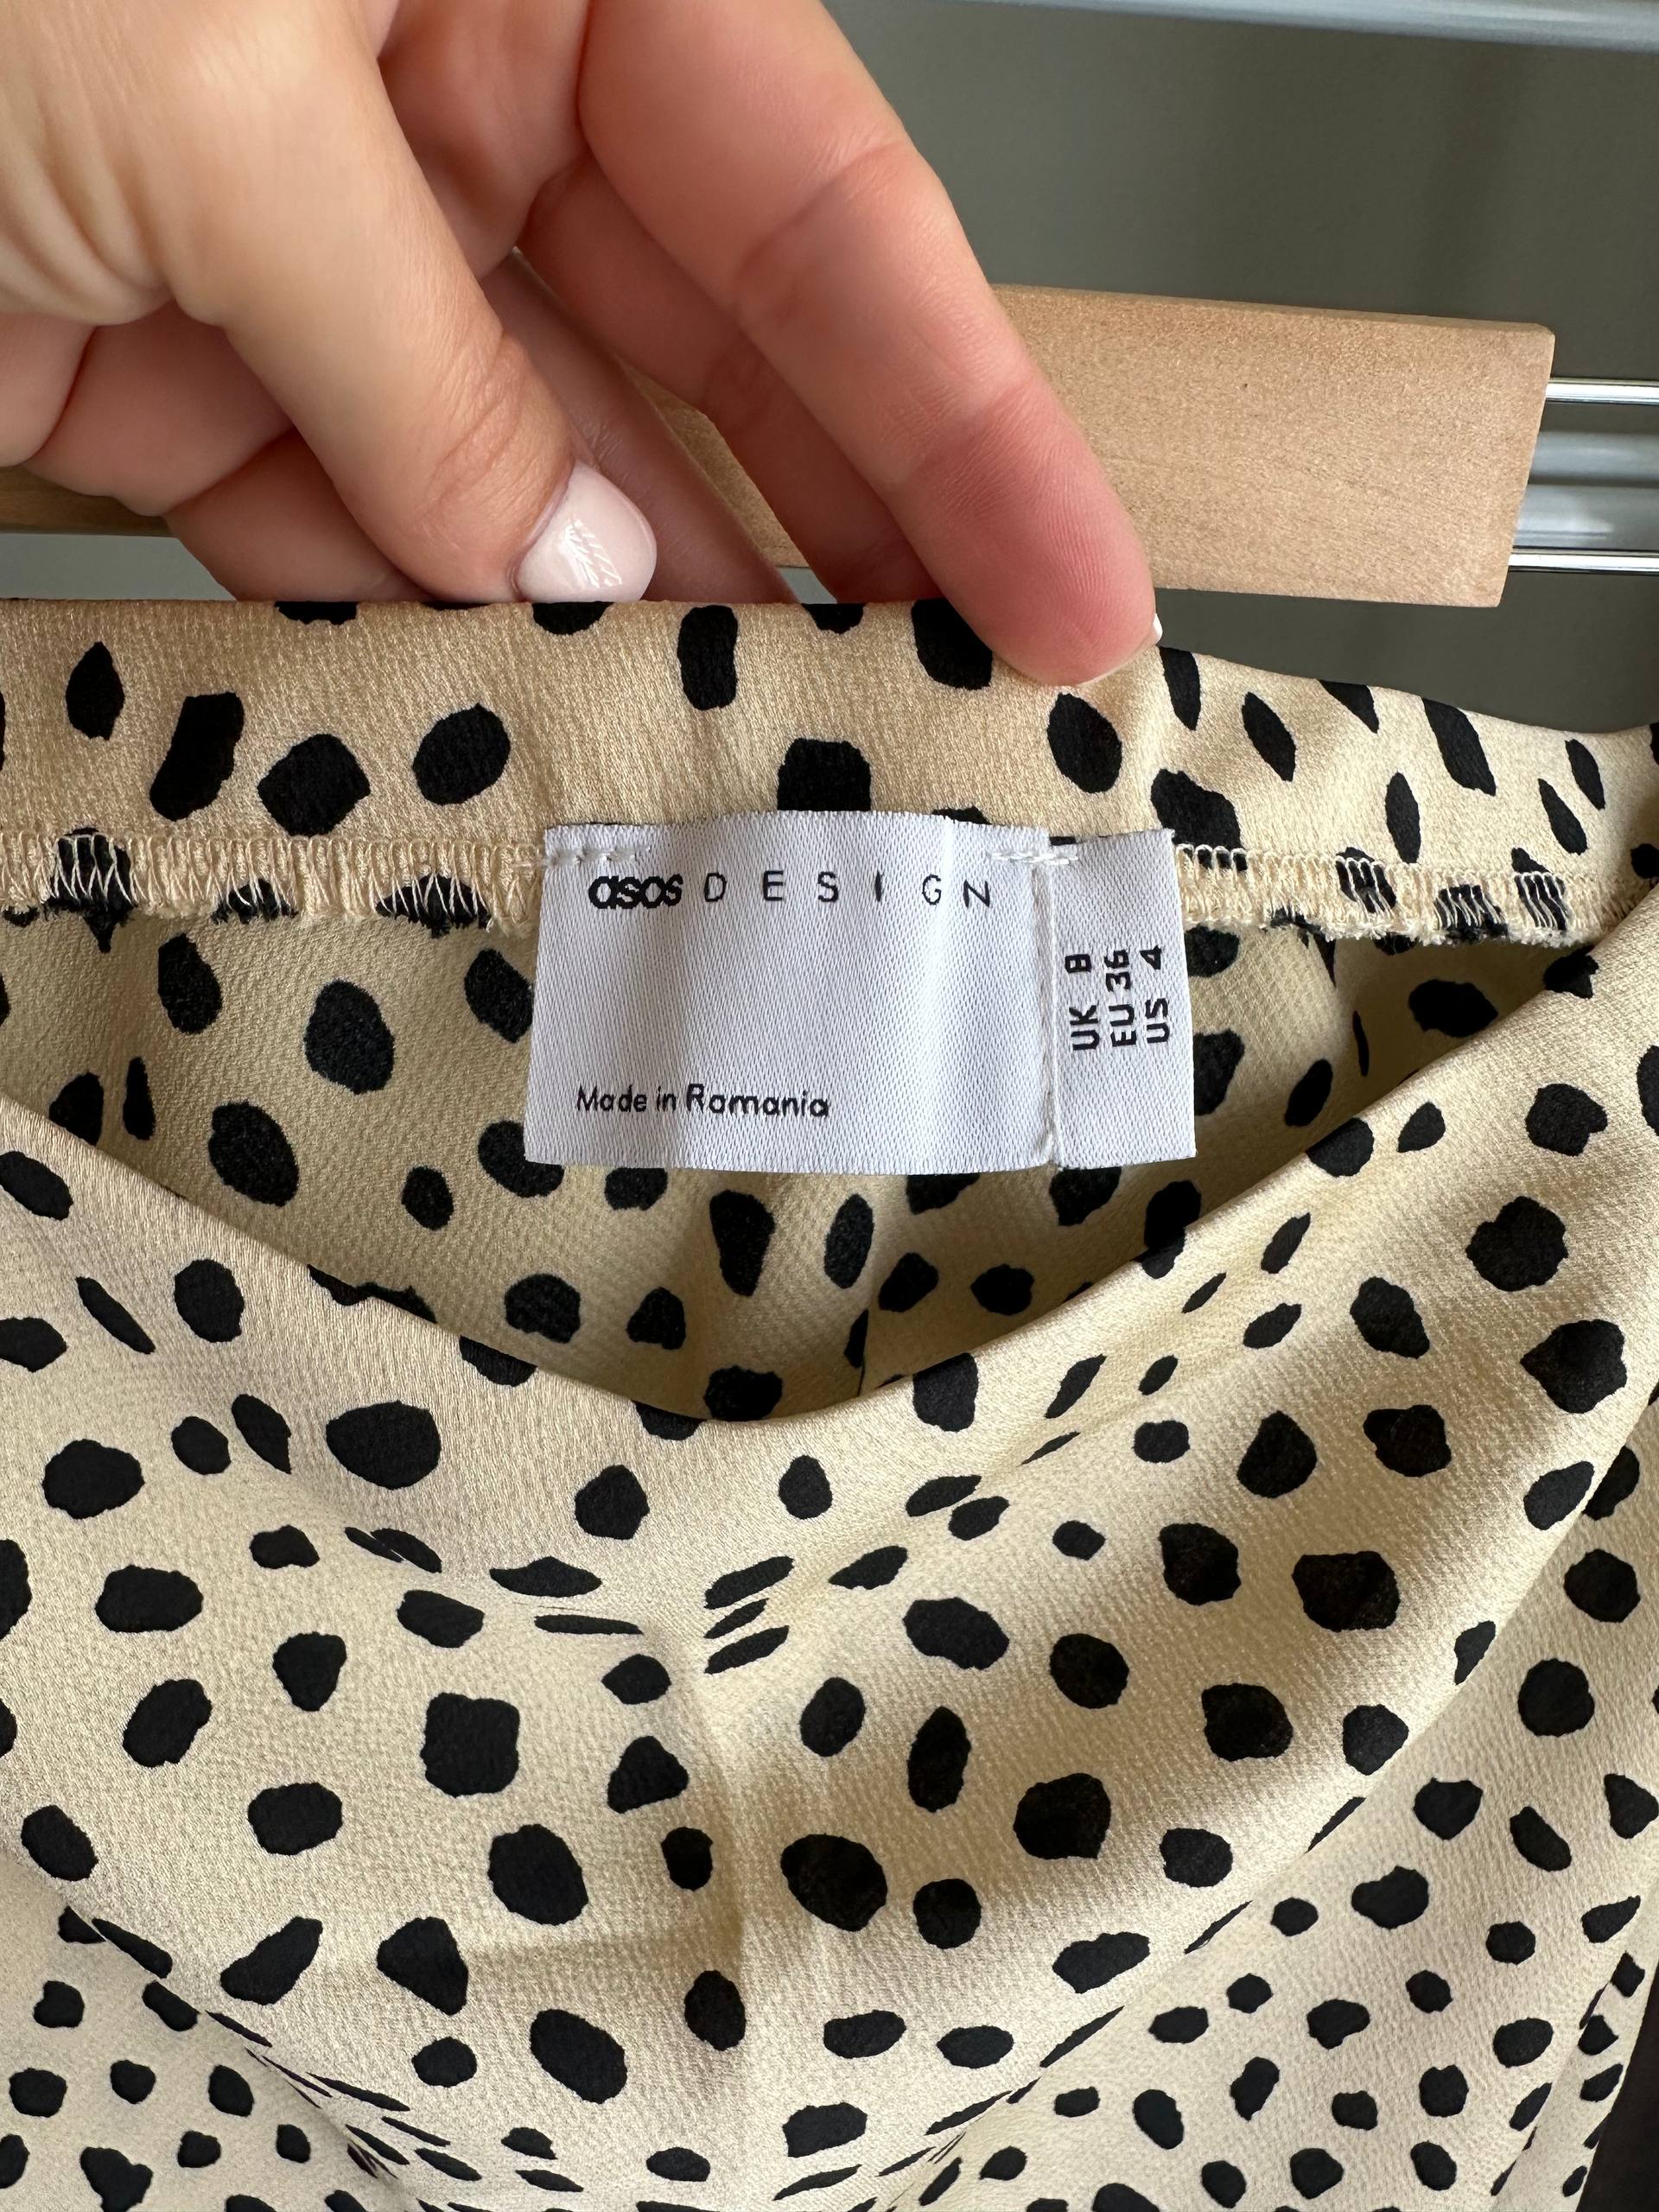 asos DESIGN
Made in Romania
UK 8
EU 36
US 4